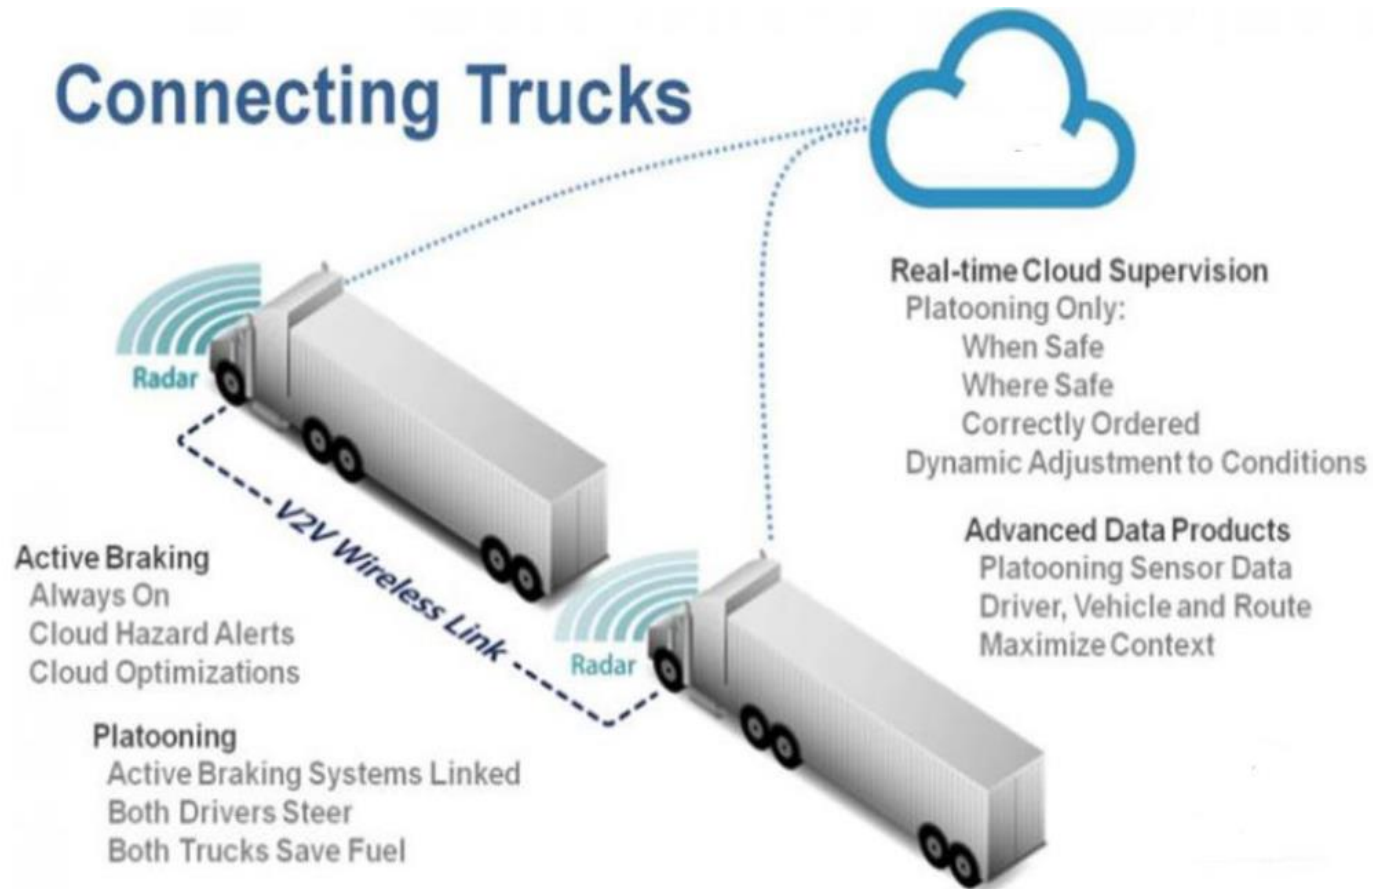 Connecting Trucks
Real-time Cloud Supervision
Platooning Only:
When Safe
Where Safe
Correctly Ordered
Dynamic Adjustment to Conditions
Radar
V2V Wireless Link
Radar
Advanced Data Products
Platooning Sensor Data
Driver, Vehicle and Route
Maximize Context
Active Braking
Always On
Cloud Hazard Alerts
Cloud Optimizations
Platooning
Active Braking Systems Linked
Both Drivers Steer
Both Trucks Save Fuel